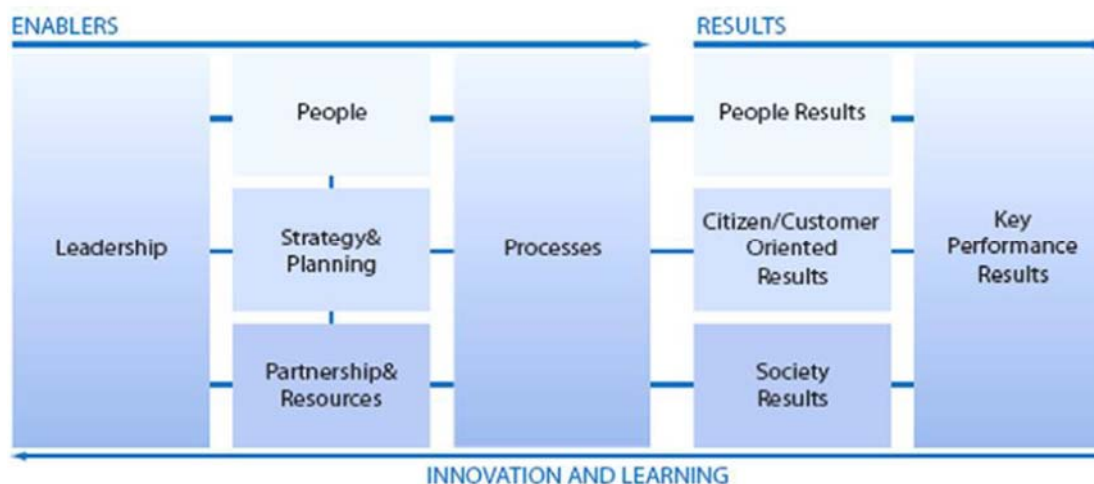 ENABLERS
RESULTS
People
People Results
Leadership
Strategy&
Planning
Processes
Citizen/Customer
Oriented
Results
Key
Performance
Results
Partnership&
Resources
Society
Results
INNOVATION AND LEARNING